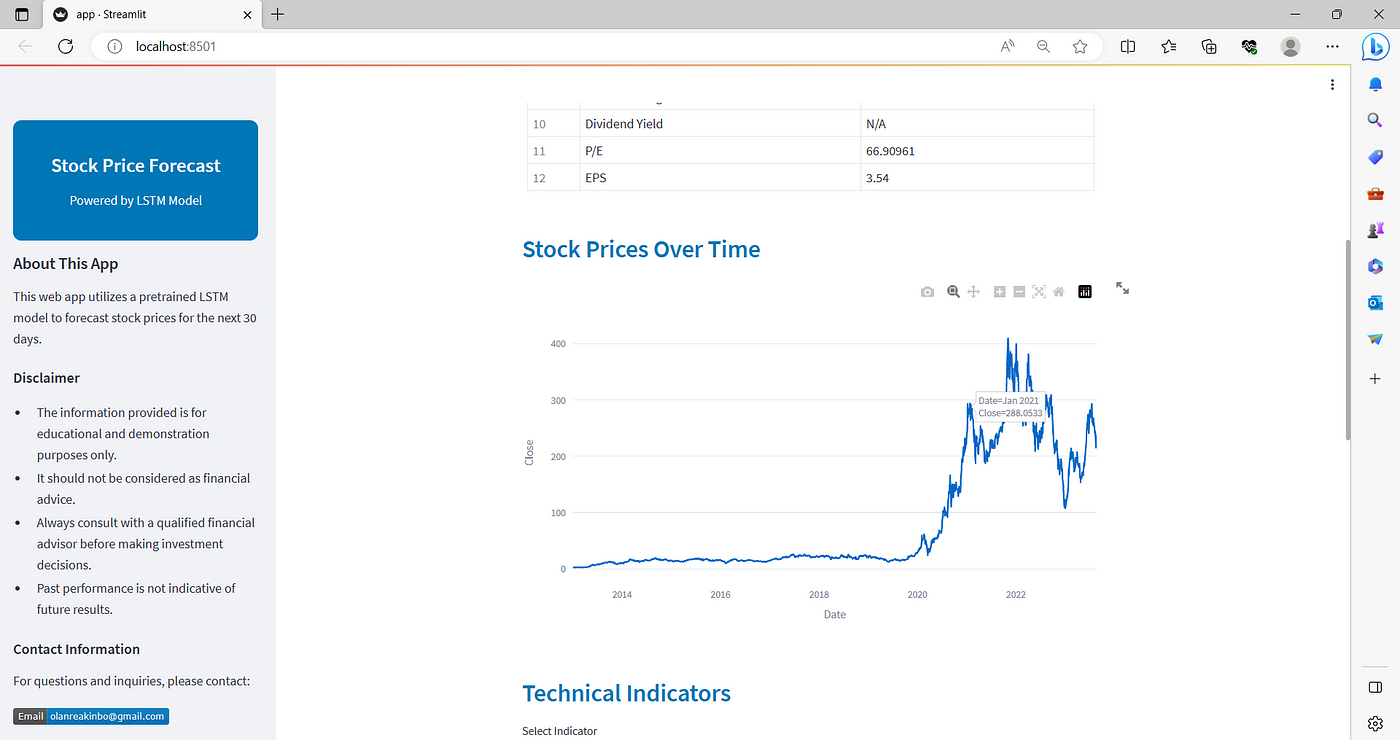 app · Streamlit
localhost:8501
Stock Price Forecast
Powered by LSTM Model
About This App
This web app utilizes a pretrained LSTM
model to forecast stock prices for the next 30
days.
Disclaimer
• The information provided is for
educational and demonstration
purposes only.
• It should not be considered as financial
advice.
• Always consult with a qualified financial
advisor before making investment
decisions.
• Past performance is not indicative of
future results.
Contact Information
For questions and inquiries, please contact:
Email olanreakinbo@gmail.com
10 Dividend Yield N/A
11 P/E 66.90961
12 EPS 3.54
Stock Prices Over Time
400
300
200
100
0
Close
Date=Jan 2021
Close=288.0533
2014 2016 2018 2020 2022
Date
Technical Indicators
Select Indicator